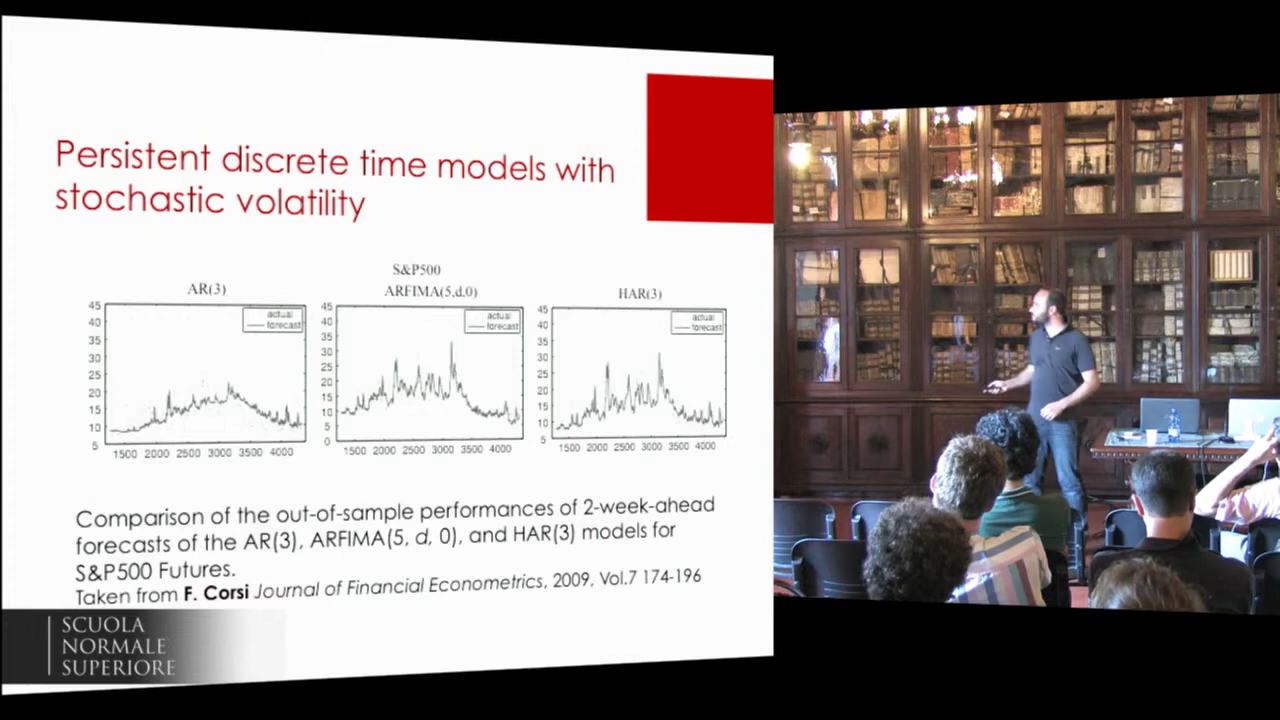 Persistent discrete time models with
stochastic volatility
S&P500
AR(3)
ARFIMA(5,d,0)
HAR(3)
45
40
35
30
25
20
15
10
5
actual
forecast
1500 2000 2500 3000 3500 4000
45
40
35
30
25
20
15
10
5
0
actual
forecast
1500 2000 2500 3000 3500 4000
45
40
35
30
25
20
15
10
5
actual
forecast
1500 2000 2500 3000 3500 4000
Comparison of the out-of-sample performances of 2-week-ahead
forecasts of the AR(3), ARFIMA(5, d, 0), and HAR(3) models for
S&P500 Futures.
Taken from F. Corsi Journal of Financial Econometrics, 2009, Vol.7 174-196
SCUOLA
NORMALE
SUPERIORE